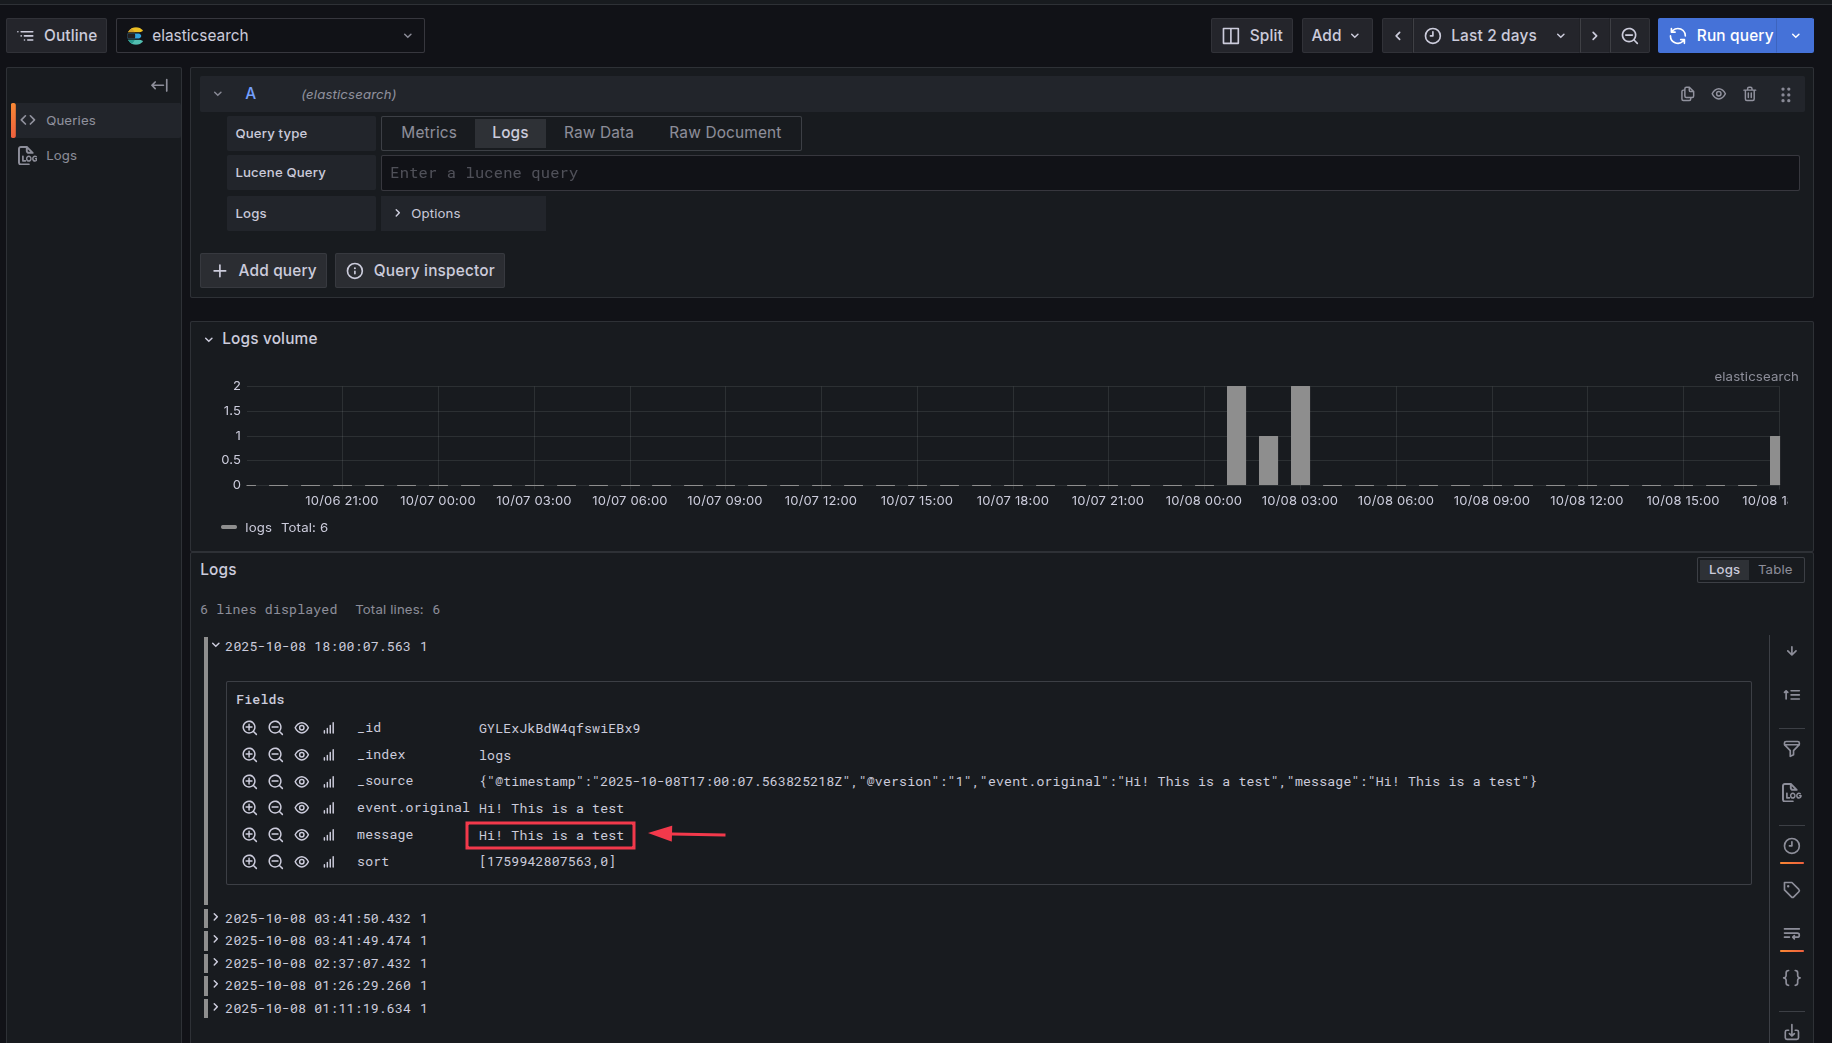 Outline elasticsearch Split Add Last 2 days Run query
Queries
Logs
A (elasticsearch)
Query type Metrics Logs Raw Data Raw Document
Lucene Query Enter a lucene query
Logs Options
Add query Query inspector
Logs volume
elasticsearch
2
1.5
1
0.5
0
10/06 21:00 10/07 00:00 10/07 03:00 10/07 06:00 10/07 09:00 10/07 12:00 10/07 15:00 10/07 18:00 10/07 21:00 10/08 00:00 10/08 03:00 10/08 06:00 10/08 09:00 10/08 12:00 10/08 15:00 10/08 1
logs Total: 6
Logs Logs Table
6 lines displayed Total lines: 6
2025-10-08 18:00:07.563 1
Fields
_id GYLExJkBdW4qfswiEBx9
_index logs
_source {"@timestamp":"2025-10-08T17:00:07.563825218Z","@version":"1","event.original":"Hi! This is a test","message":"Hi! This is a test"}
event.original Hi! This is a test
message Hi! This is a test
sort [1759942807563,0]
2025-10-08 03:41:50.432 1
2025-10-08 03:41:49.474 1
2025-10-08 02:37:07.432 1
2025-10-08 01:26:29.260 1
2025-10-08 01:11:19.634 1